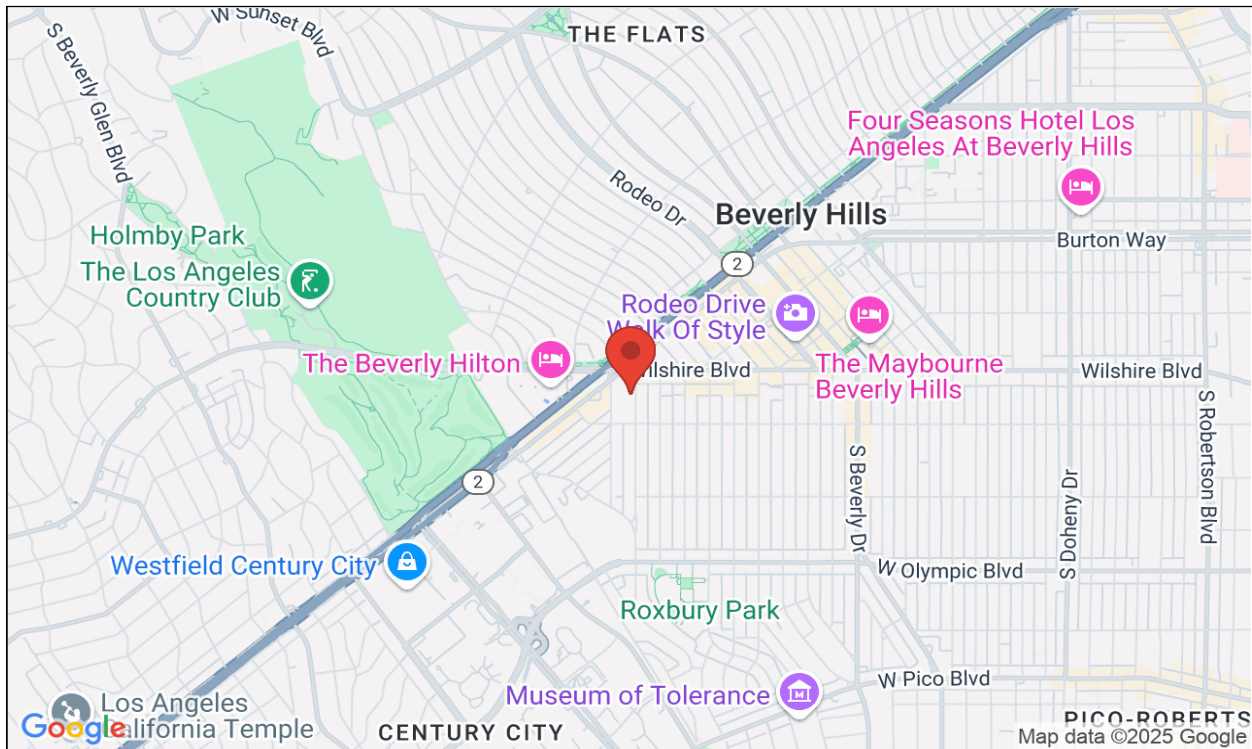 W Sunset Blvd
THE FLATS
S Beverly Glen Blvd
Four Seasons Hotel Los
Angeles At Beverly Hills
Rodeo Dr
Beverly Hills
Burton Way
Holmby Park
2
The Los Angeles
Country Club
Rodeo Drive
Walk Of Style
The Beverly Hilton
Wilshire Blvd
The Maybourne
Beverly Hills
Wilshire Blvd
S Robertson Blvd
S Beverly Dr
S Doheny Dr
2
Westfield Century City
W Olympic Blvd
Roxbury Park
W Pico Blvd
Museum of Tolerance
Los Angeles
California Temple
Google
CENTURY CITY
PICO-ROBERTS
Map data ©2025 Google